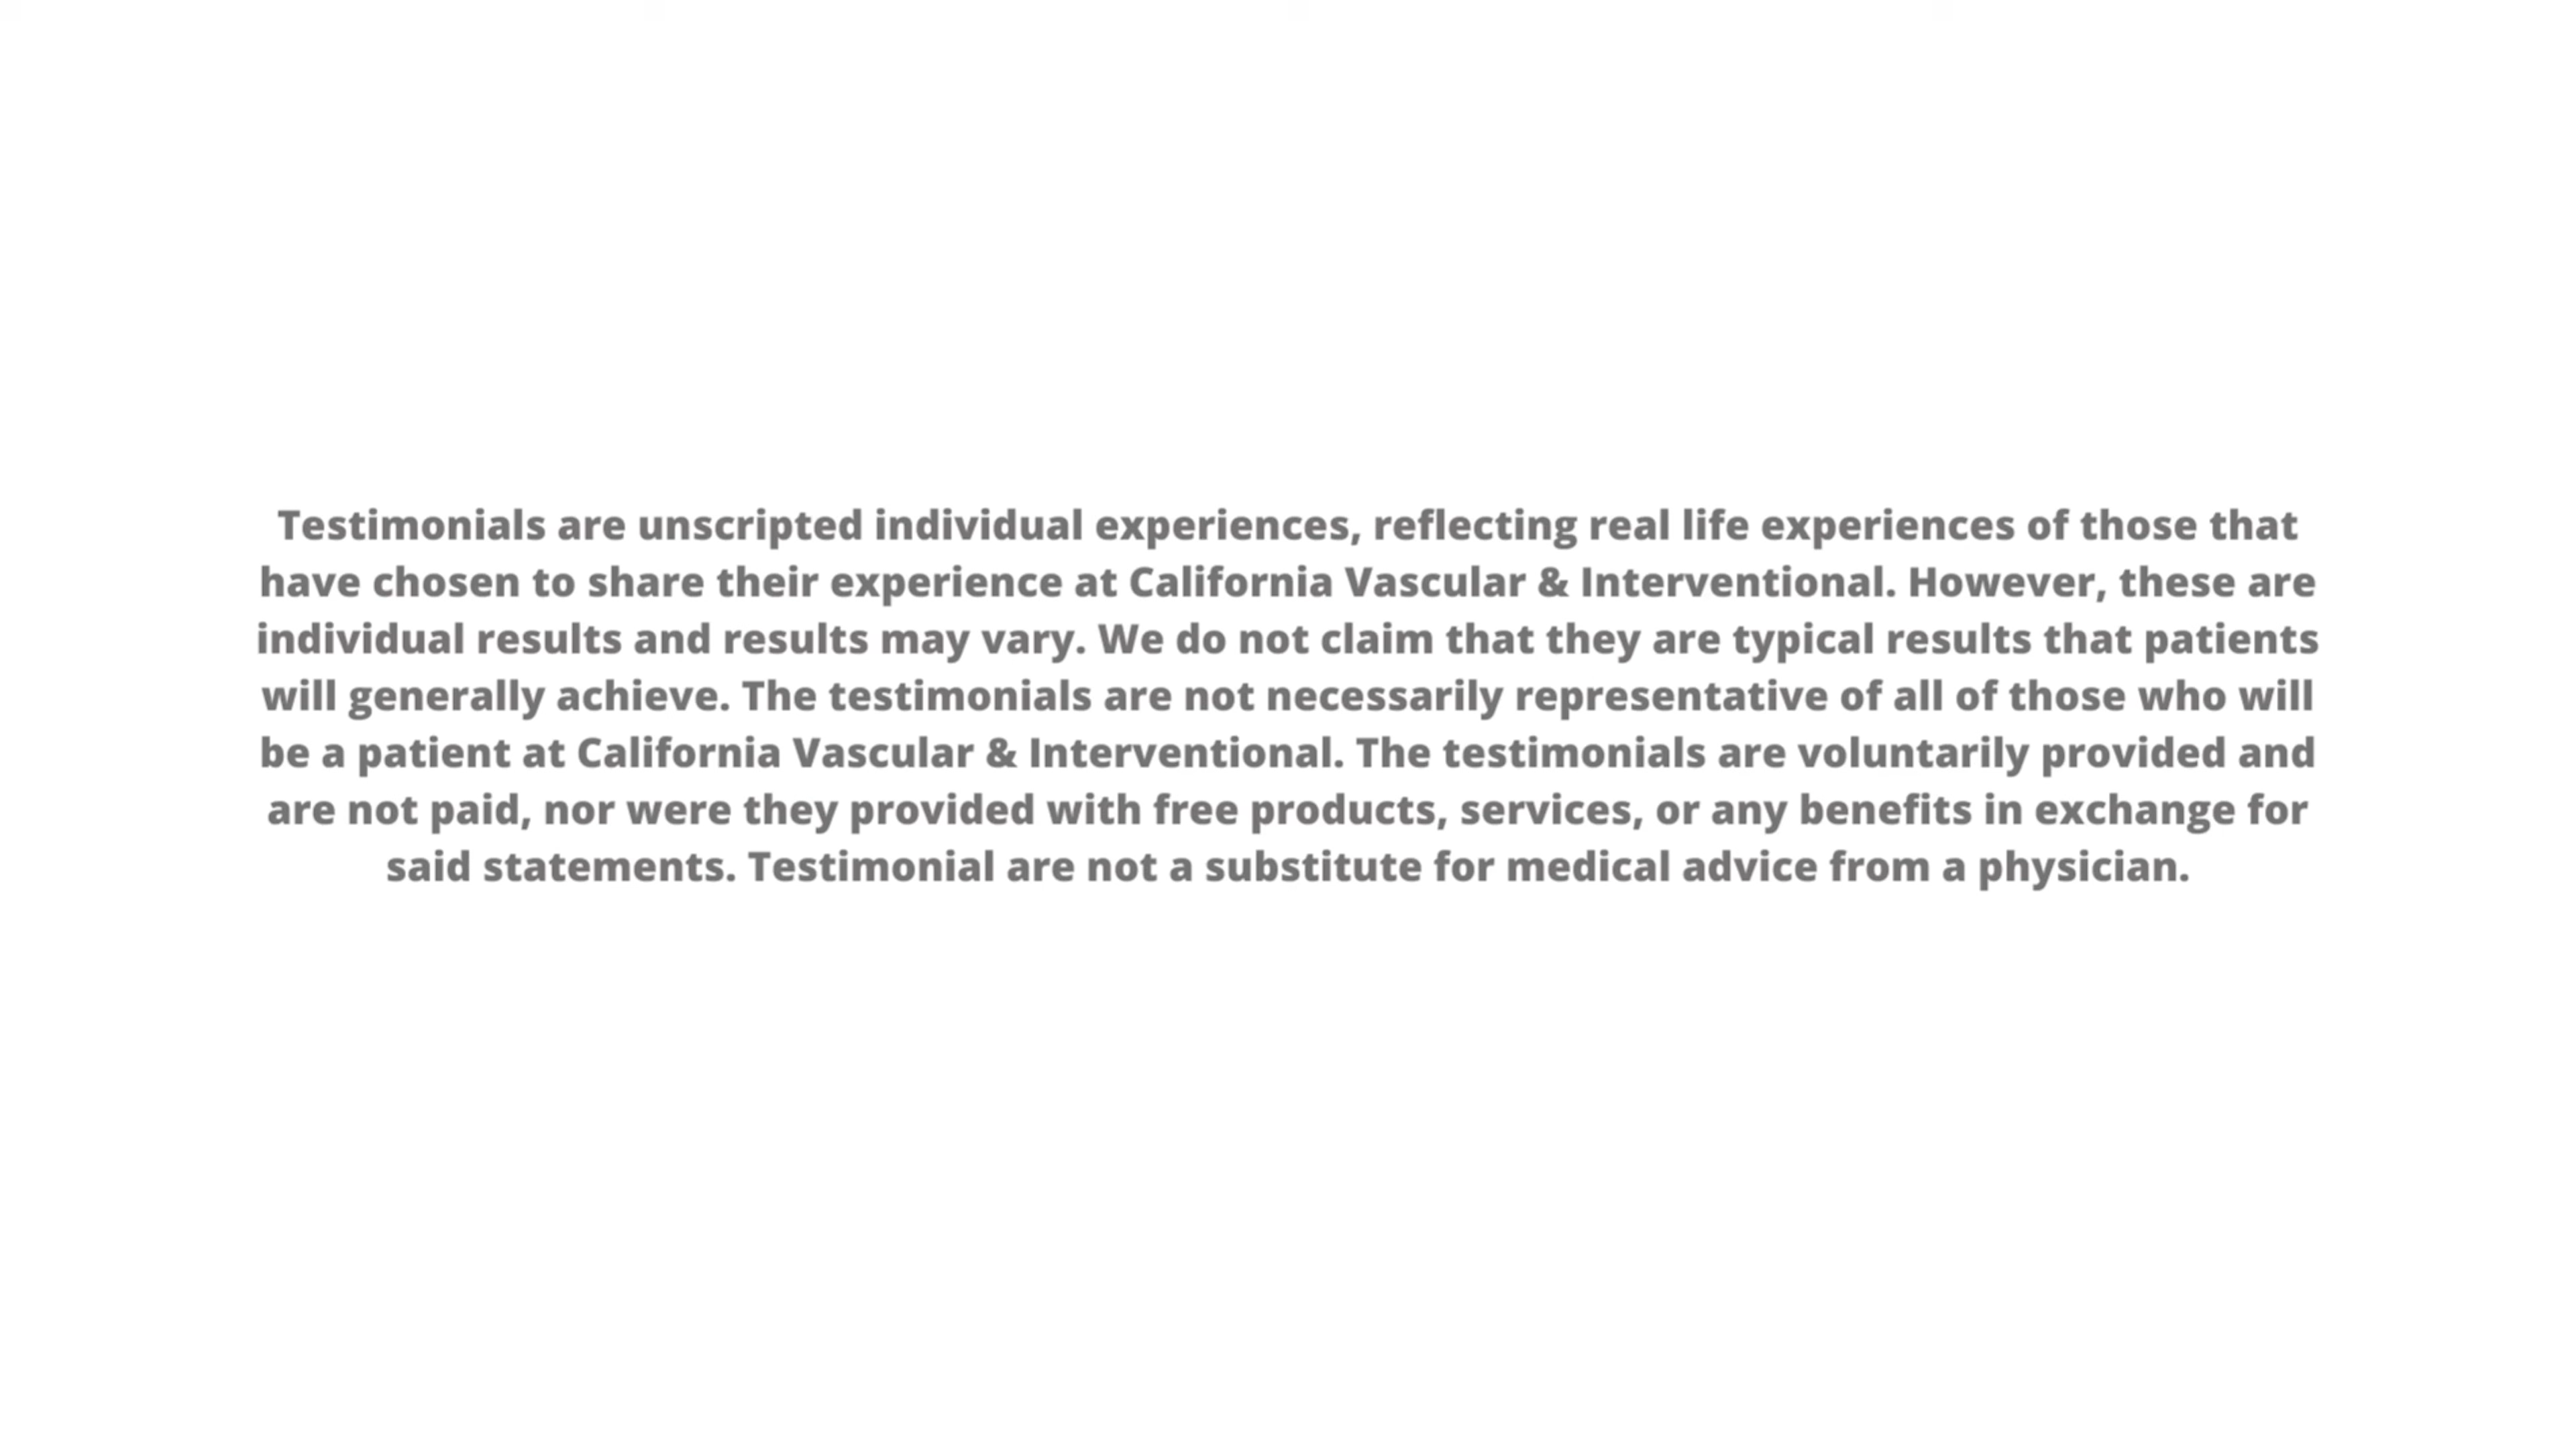 Testimonials are unscripted individual experiences, reflecting real life experiences of those that
have chosen to share their experience at California Vascular & Interventional. However, these are
individual results and results may vary. We do not claim that they are typical results that patients
will generally achieve. The testimonials are not necessarily representative of all of those who will
be a patient at California Vascular & Interventional. The testimonials are voluntarily provided and
are not paid, nor were they provided with free products, services, or any benefits in exchange for
said statements. Testimonial are not a substitute for medical advice from a physician.